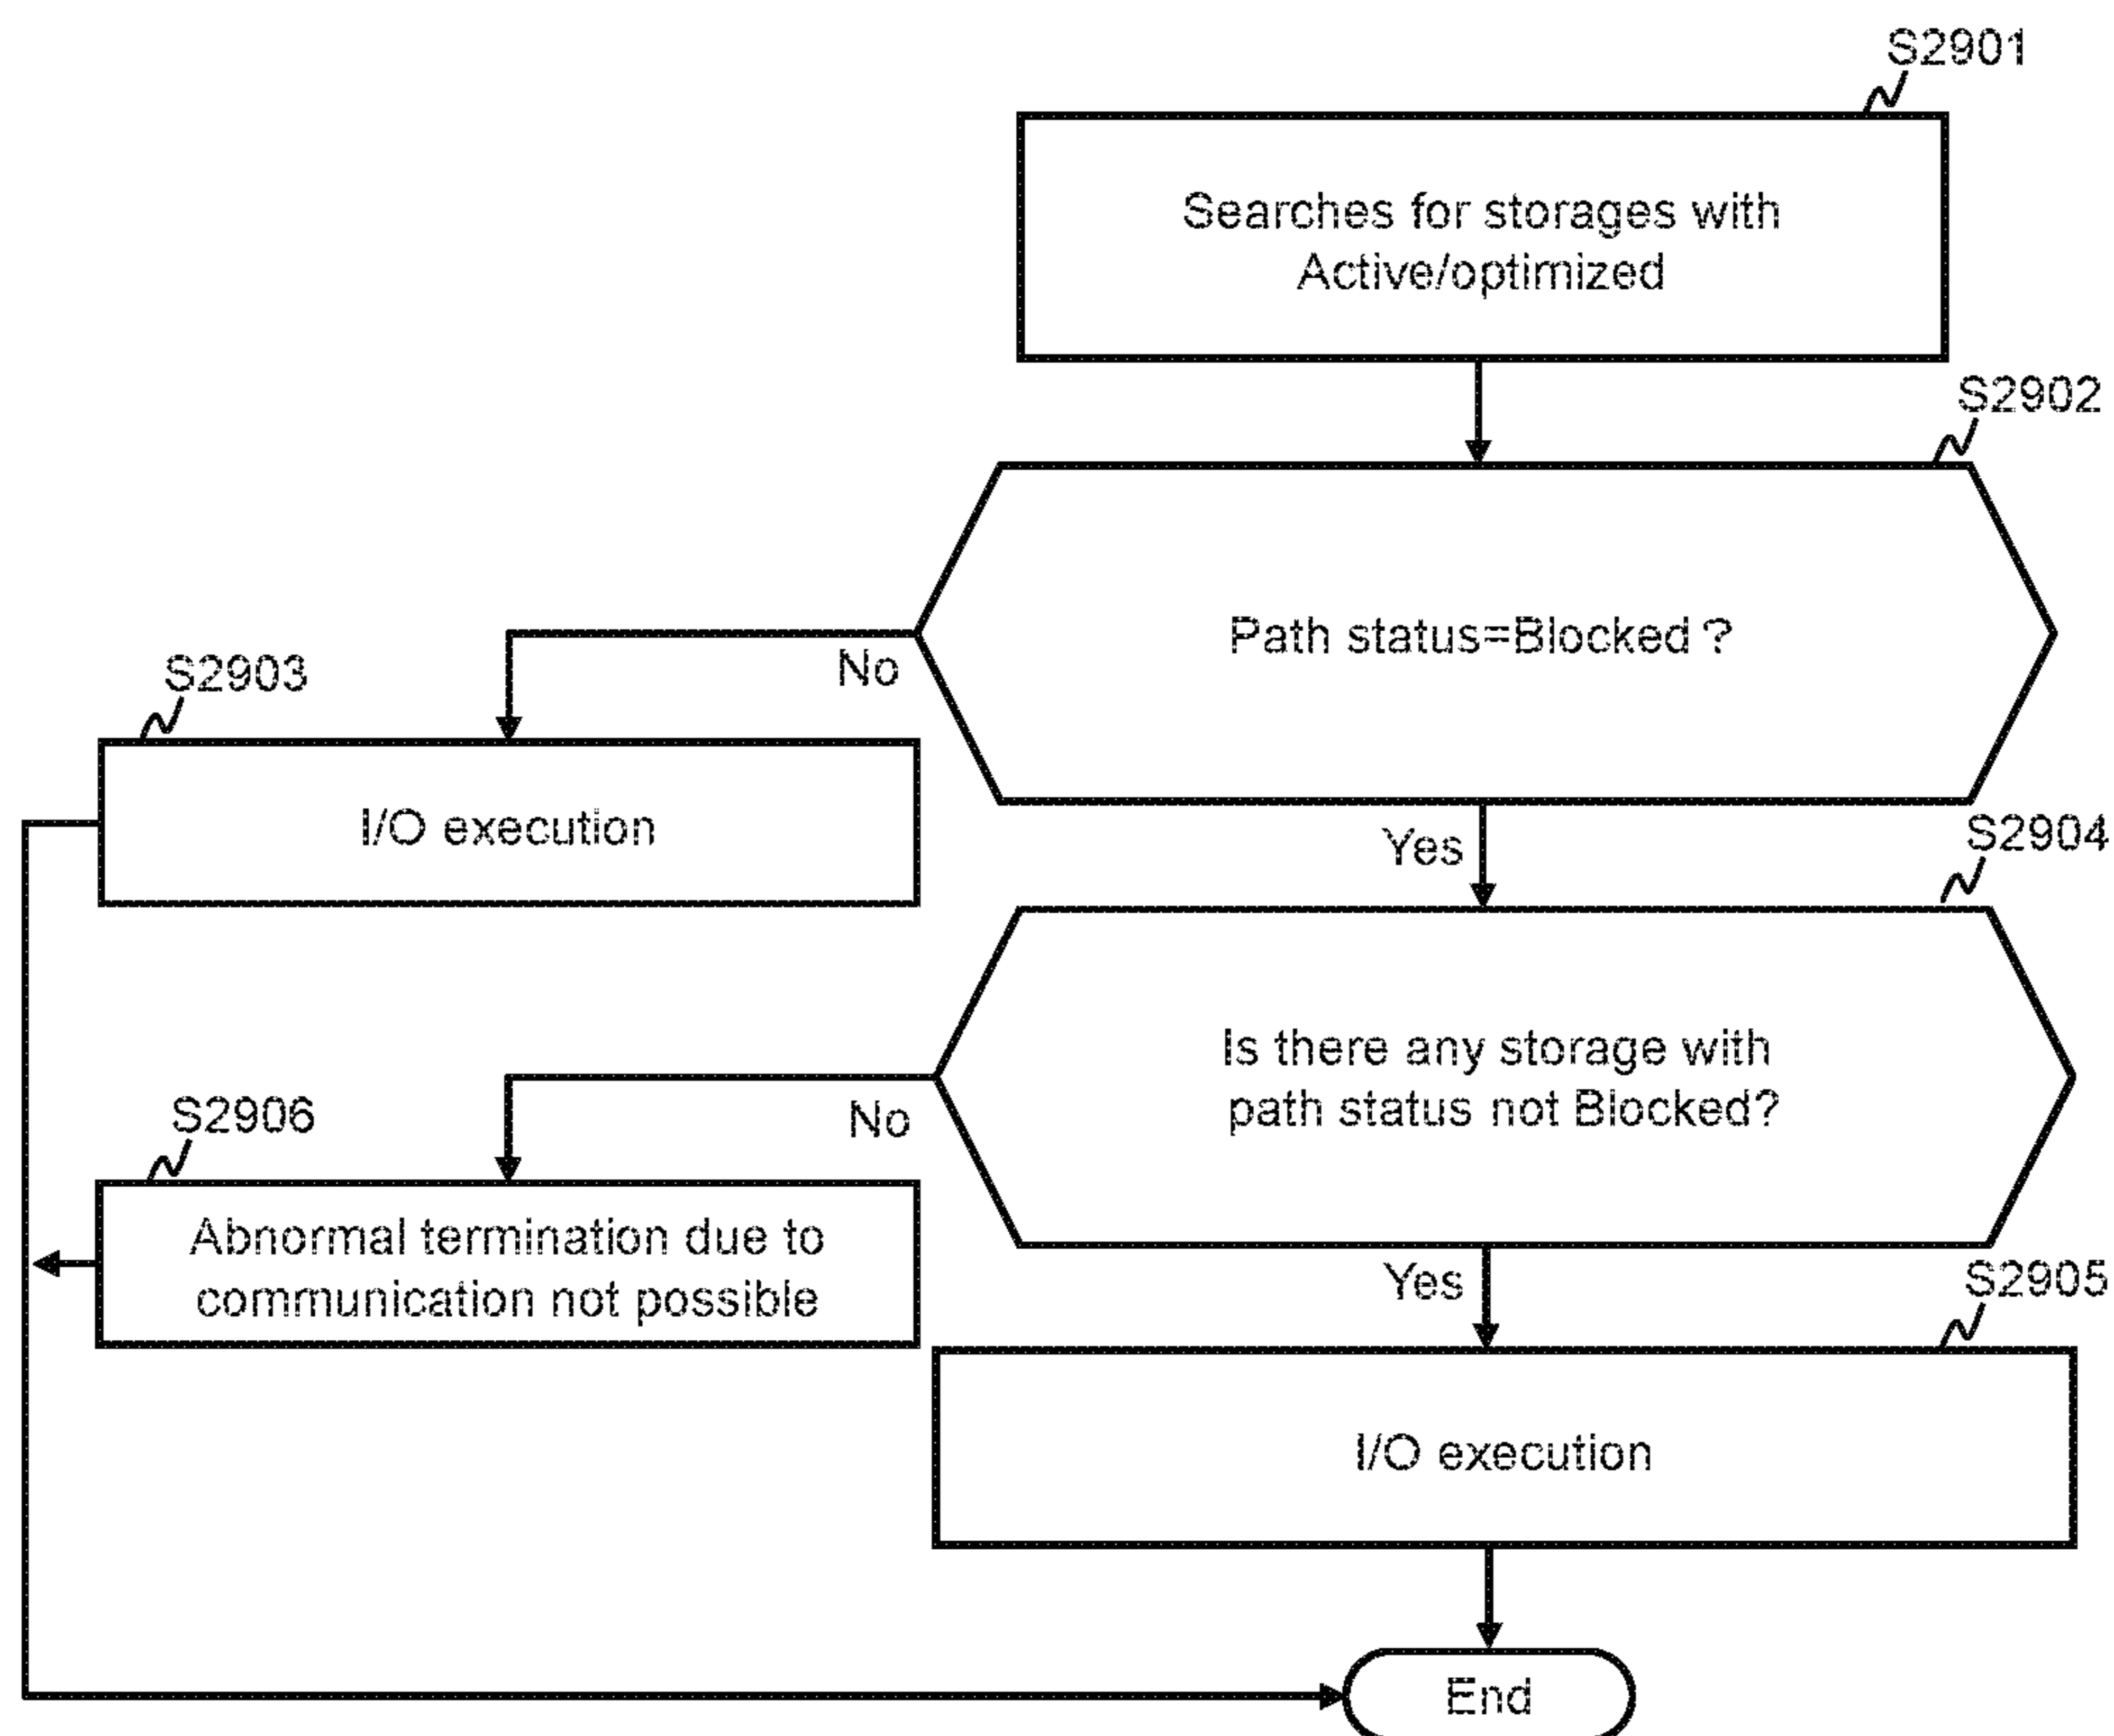 S2901
Searches for storages with
Active/optimized
S2902
Path status=Blocked ?
No
S2903
I/O execution
Yes
S2904
Is there any storage with
path status not Blocked?
No
S2906
Abnormal termination due to
communication not possible
Yes
S2905
I/O execution
End